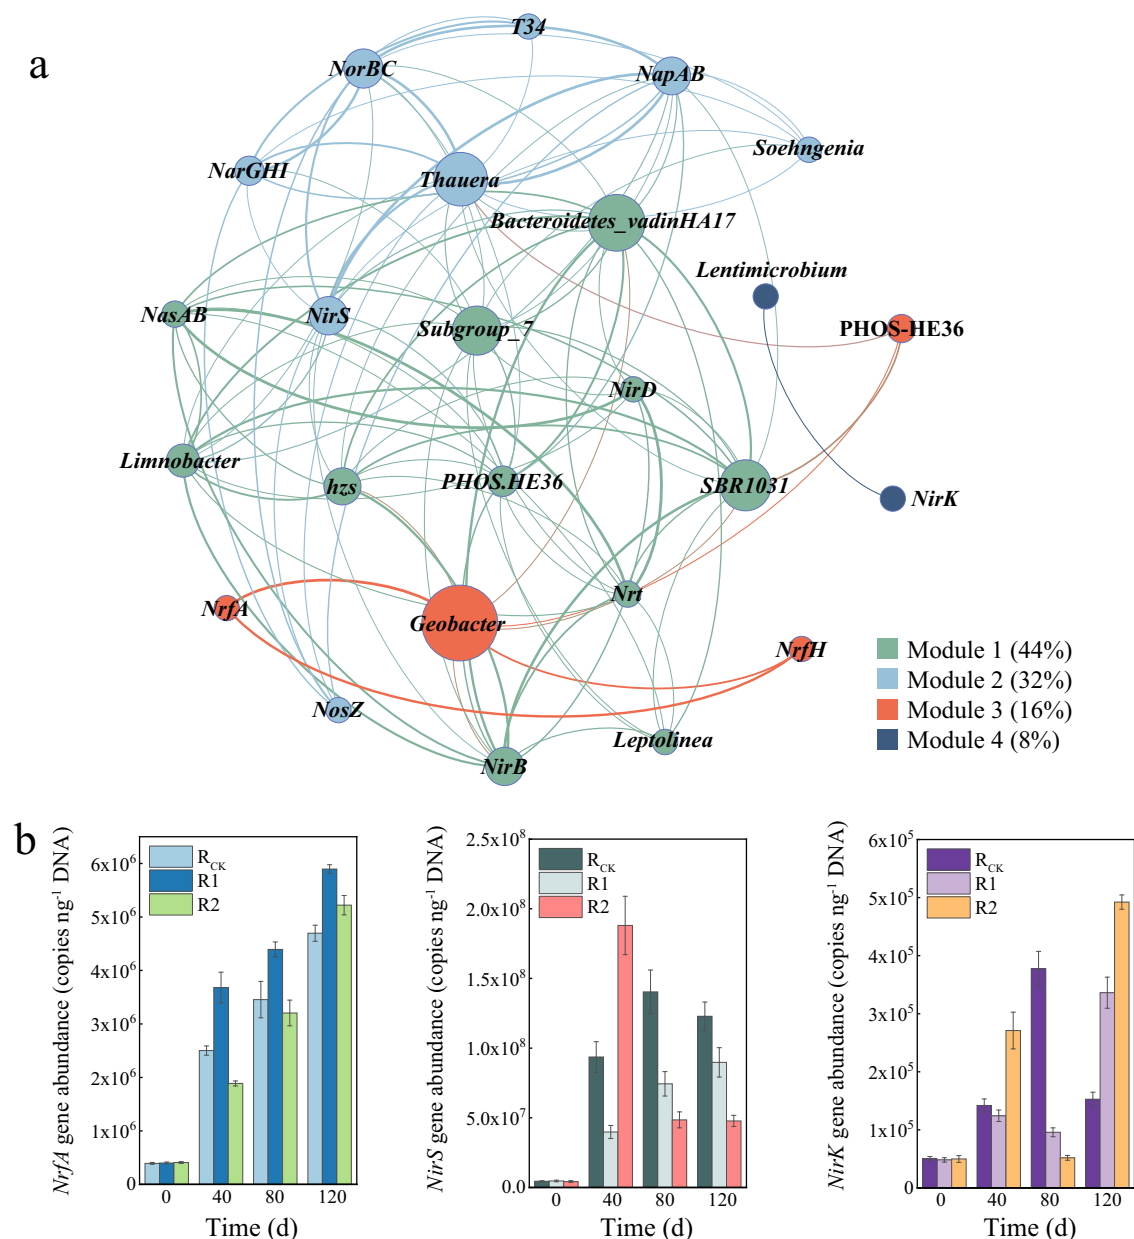 a
T34
NorBC
NapAB
Soehngenia
NarGHI
Thauera
Bacteroidetes_vadinHA17
Lentimicrobium
NasAB
NirS
Subgroup_7
PHOS-HE36
NirD
Limnobacter
hzs
PHOS.HE36
SBR1031
NirK
NrfA
Geobacter
Nrt
NrfH
Module 1 (44%)
Module 2 (32%)
Module 3 (16%)
Module 4 (8%)
NosZ
Leptolinea
NirB
b
NrfA gene abundance (copies ng⁻¹ DNA)
6x10⁶
5x10⁶
4x10⁶
3x10⁶
2x10⁶
1x10⁶
0
R_CK
R1
R2
0 40 80 120
Time (d)
NirS gene abundance (copies ng⁻¹ DNA)
2.5x10⁸
2.0x10⁸
1.5x10⁸
1.0x10⁸
5.0x10⁷
0.0
R_CK
R1
R2
0 40 80 120
Time (d)
NirK gene abundance (copies ng⁻¹ DNA)
6x10⁵
5x10⁵
4x10⁵
3x10⁵
2x10⁵
1x10⁵
0
R_CK
R1
R2
0 40 80 120
Time (d)